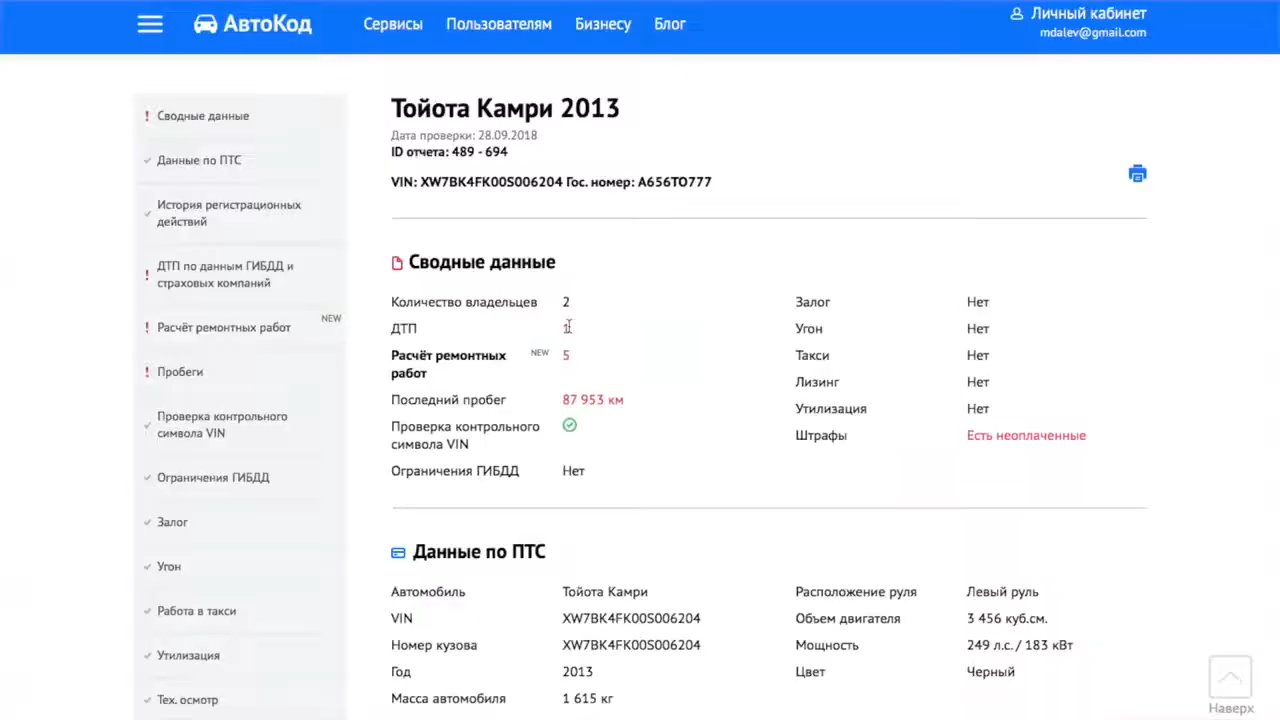 АвтоКод
Сервисы
Пользователям
Бизнесу
Блог
Личный кабинет
mdalev@gmail.com
! Сводные данные
Данные по ПТС
История регистрационных
действий
! ДТП по данным ГИБДД и
страховых компаний
! Расчёт ремонтных работ
NEW
! Пробеги
Проверка контрольного
символа VIN
Ограничения ГИБДД
Залог
Угон
Работа в такси
Утилизация
Тех. осмотр
Тойота Камри 2013
Дата проверки: 28.09.2018
ID отчета: 489 - 694
VIN: XW7BK4FK00S006204 Гос. номер: А656ТО777
Сводные данные
Количество владельцев 2
ДТП 1
Расчёт ремонтных NEW 5
работ
Последний пробег 87 953 км
Проверка контрольного
символа VIN
Ограничения ГИБДД Нет
Залог Нет
Угон Нет
Такси Нет
Лизинг Нет
Утилизация Нет
Штрафы Есть неоплаченные
Данные по ПТС
Автомобиль Тойота Камри
VIN XW7BK4FK00S006204
Номер кузова XW7BK4FK00S006204
Год 2013
Масса автомобиля 1 615 кг
Расположение руля Левый руль
Объем двигателя 3 456 куб.см.
Мощность 249 л.с. / 183 кВт
Цвет Черный
Наверх